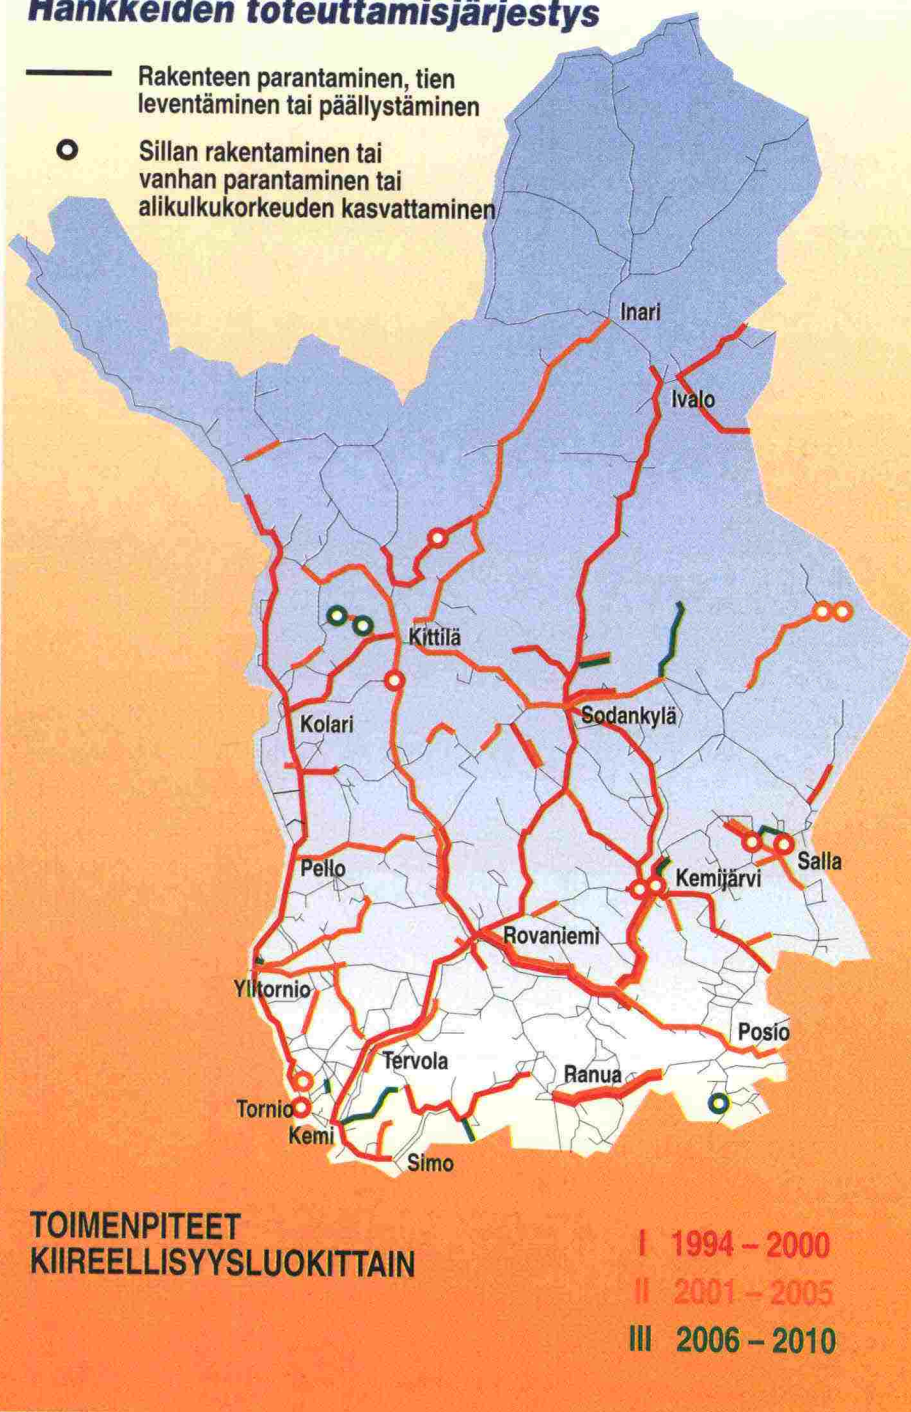 Hankkeiden toteuttamisjärjestys
Rakenteen parantaminen, tien
leventäminen tai päällystäminen
Sillan rakentaminen tai
vanhan parantaminen tai
alikulkukorkeuden kasvattaminen
Inari
Ivalo
Kittilä
Kolari
Sodankylä
Pello
Kemijärvi
Salla
Rovaniemi
Ylitornio
Posio
Tervola
Ranua
Tornio
Kemi
Simo
TOIMENPITEET
KIIREELLISYYSLUOKITTAIN
I 1994 – 2000
II 2001 – 2005
III 2006 – 2010